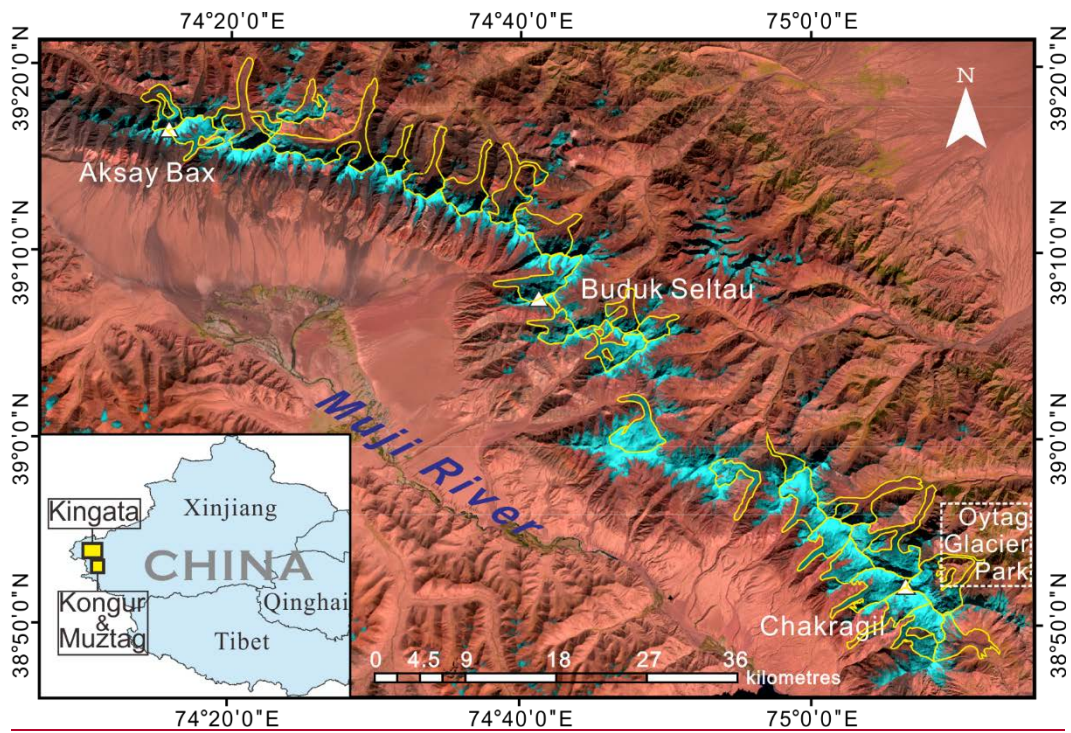 74°20'0"E 74°40'0"E 75°0'0"E
39°20'0"N
39°20'0"N
N
Aksay Bax
39°10'0"N
39°10'0"N
Buduk Seltau
Muji River
39°0'0"N
39°0'0"N
Kingata
Xinjiang
CHINA
Qinghai
Kongur
&
Muztag
Tibet
Oytag
Glacier
Park
Chakragil
38°50'0"N
38°50'0"N
0 4.5 9 18 27 36
kilometres
74°20'0"E 74°40'0"E 75°0'0"E